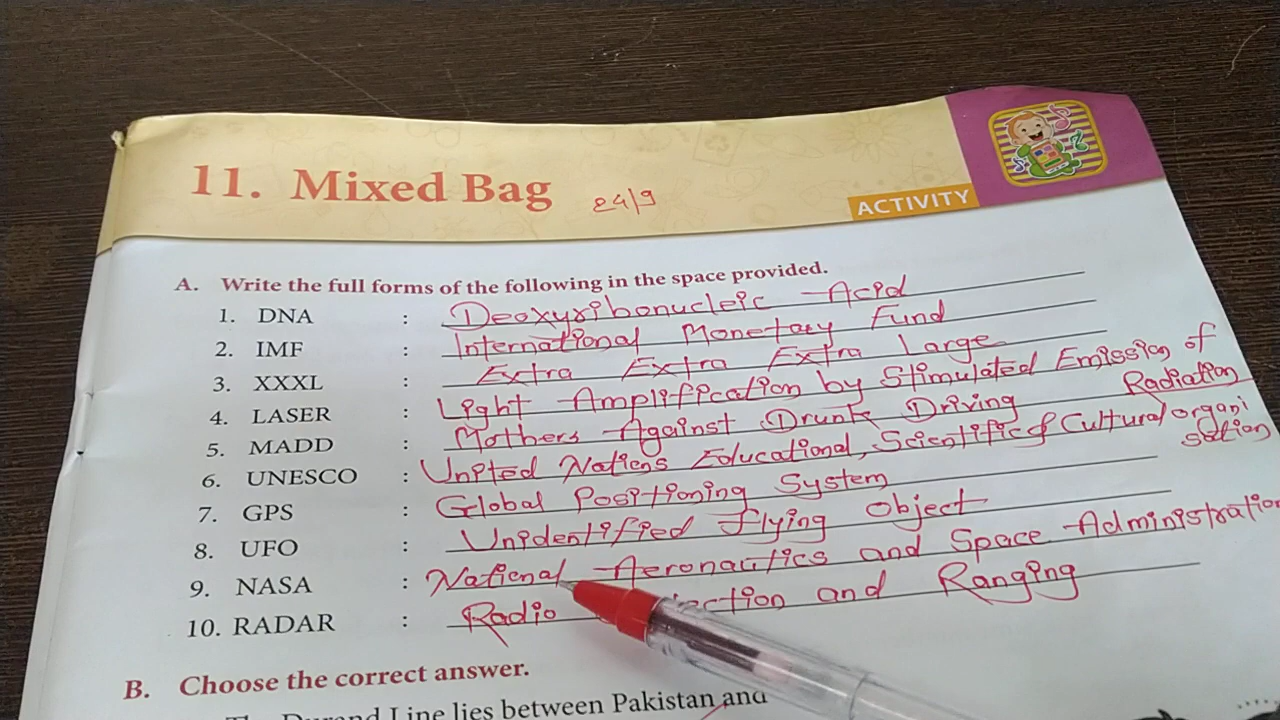 11. Mixed Bag 24/9
ACTIVITY
A. Write the full forms of the following in the space provided.
1. DNA : Deoxyribonucleic Acid
2. IMF : International Monetary Fund
3. XXXL : Extra Extra Extra Large
4. LASER : Light Amplification by Stimulated Emission of Radiation
5. MADD : Mothers Against Drunk Driving
6. UNESCO : United Nations Educational, Scientific & Cultural organisation
7. GPS : Global Positioning System
8. UFO : Unidentified Flying Object
9. NASA : National Aeronautics and Space Administration
10. RADAR : Radio and Ranging
B. Choose the correct answer.
Durand Line lies between Pakistan and